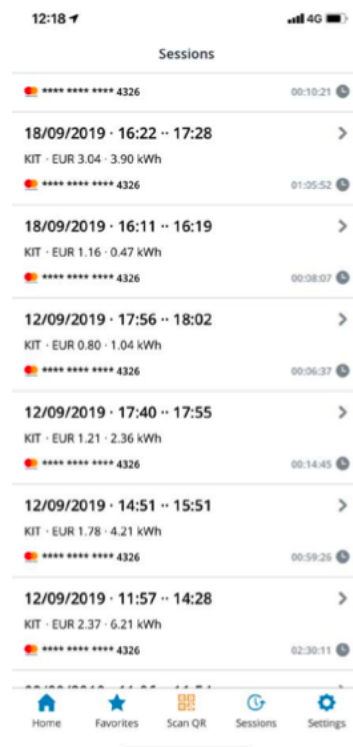 12:18
4G
Sessions
**** **** **** 4326 00:10:21
18/09/2019 · 16:22 ·· 17:28
KIT · EUR 3.04 · 3.90 kWh
**** **** **** 4326 01:05:52
18/09/2019 · 16:11 ·· 16:19
KIT · EUR 1.16 · 0.47 kWh
**** **** **** 4326 00:08:07
12/09/2019 · 17:56 ·· 18:02
KIT · EUR 0.80 · 1.04 kWh
**** **** **** 4326 00:06:37
12/09/2019 · 17:40 ·· 17:55
KIT · EUR 1.21 · 2.36 kWh
**** **** **** 4326 00:14:45
12/09/2019 · 14:51 ·· 15:51
KIT · EUR 1.78 · 4.21 kWh
**** **** **** 4326 00:59:26
12/09/2019 · 11:57 ·· 14:28
KIT · EUR 2.37 · 6.21 kWh
**** **** **** 4326 02:30:11
Home Favorites Scan QR Sessions Settings